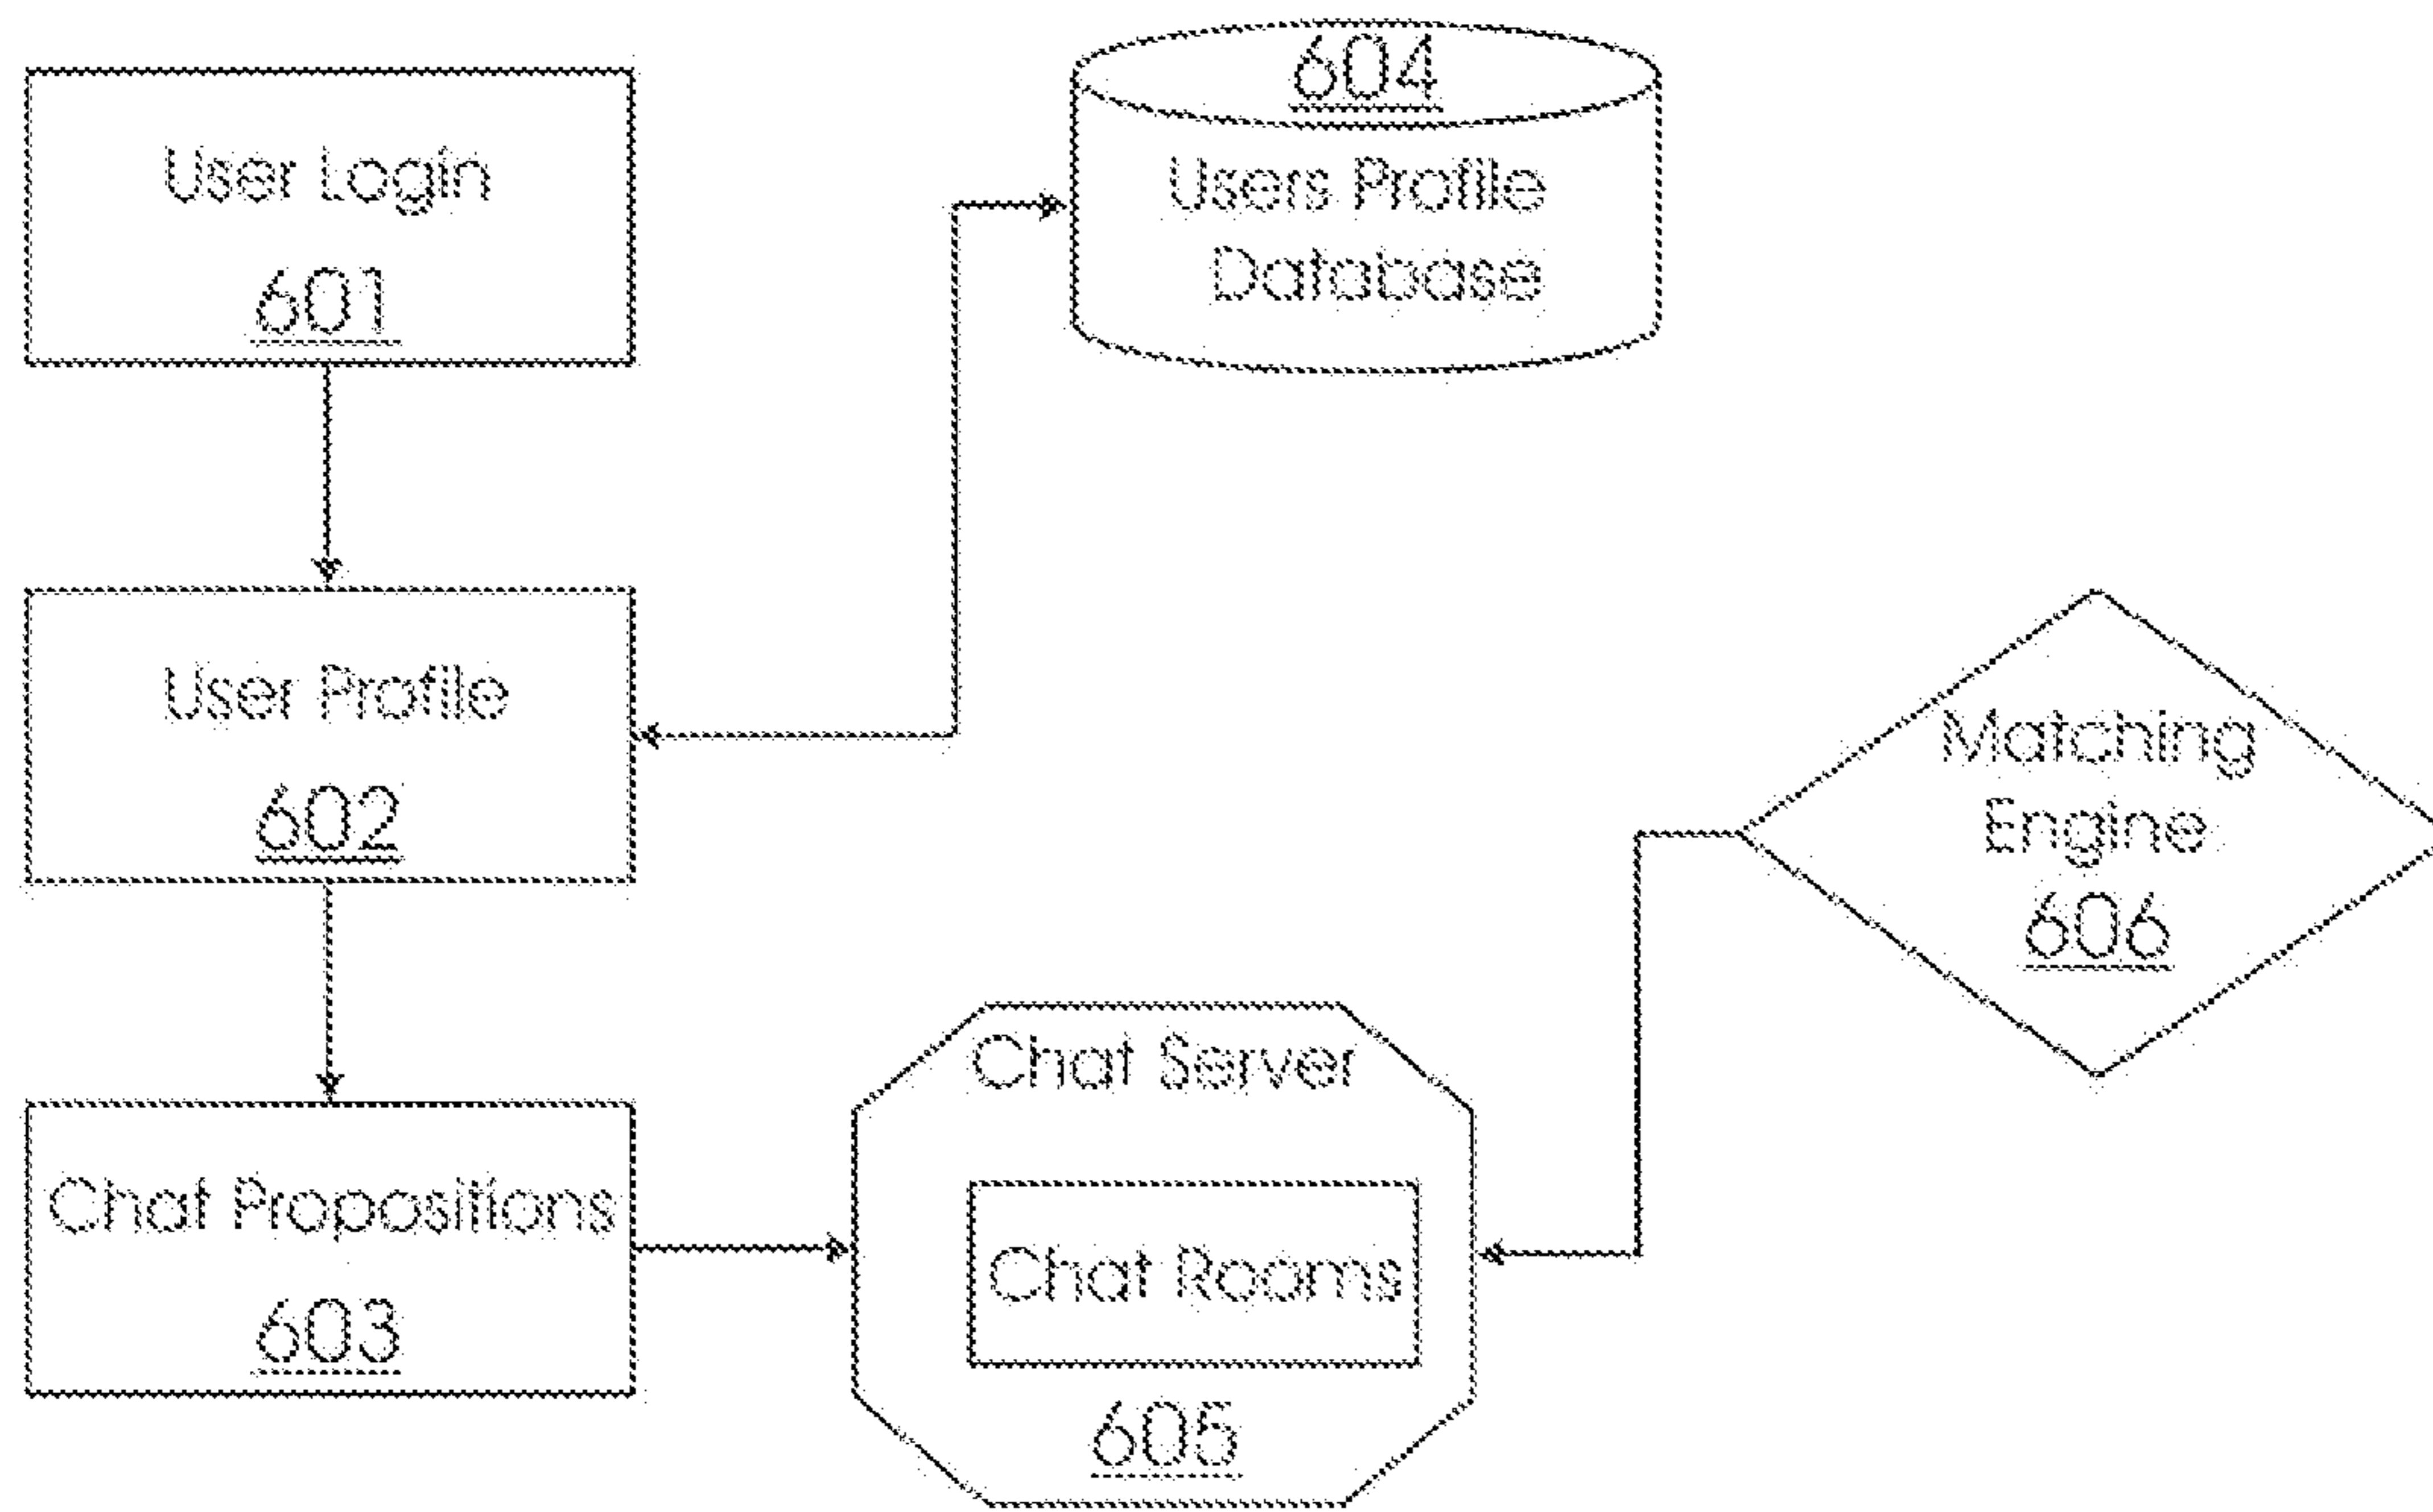 User Login
601
604
Users Profile
Database
User Profile
602
Matching
Engine
606
Chat Propositions
603
Chat Server
Chat Rooms
605